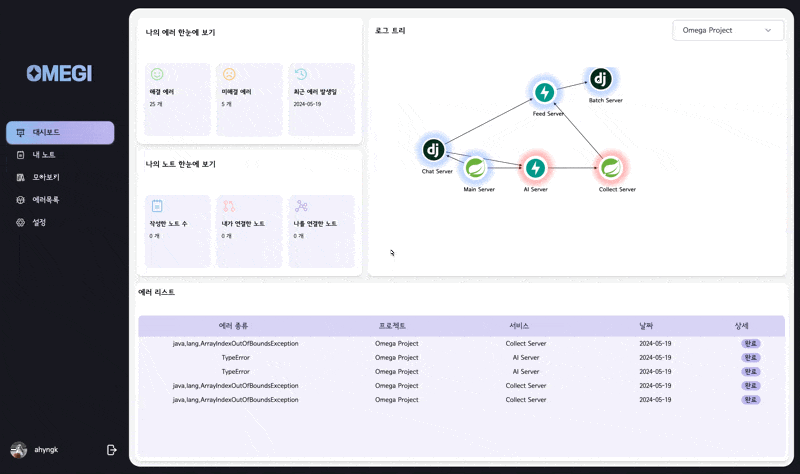 OMEGI
대시보드
내 노트
모아보기
에러목록
설정
ahyngk
나의 에러 한눈에 보기
해결 에러
25 개
미해결 에러
5 개
최근 에러 발생일
2024-05-19
나의 노트 한눈에 보기
작성한 노트 수
0 개
내가 연결한 노트
0 개
나를 연결한 노트
0 개
로그 트리
Omega Project
dj
Batch Server
Feed Server
dj
Chat Server
Main Server
AI Server
Collect Server
에러 리스트
에러 종류 프로젝트 서비스 날짜 상세
java.lang.ArrayIndexOutOfBoundsException Omega Project Collect Server 2024-05-19 완료
TypeError Omega Project AI Server 2024-05-19 완료
TypeError Omega Project AI Server 2024-05-19 완료
java.lang.ArrayIndexOutOfBoundsException Omega Project Collect Server 2024-05-19 완료
java.lang.ArrayIndexOutOfBoundsException Omega Project Collect Server 2024-05-19 완료